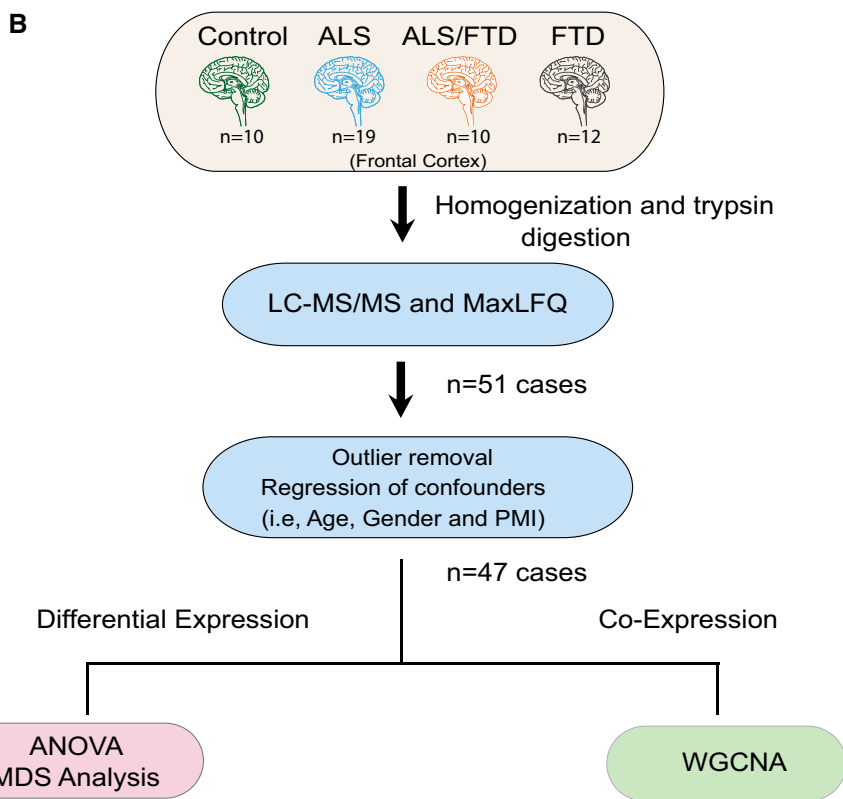 B
Control ALS ALS/FTD FTD
n=10 n=19 n=10 n=12
(Frontal Cortex)
Homogenization and trypsin
digestion
LC-MS/MS and MaxLFQ
n=51 cases
Outlier removal
Regression of confounders
(i.e, Age, Gender and PMI)
n=47 cases
Differential Expression Co-Expression
ANOVA
MDS Analysis
WGCNA